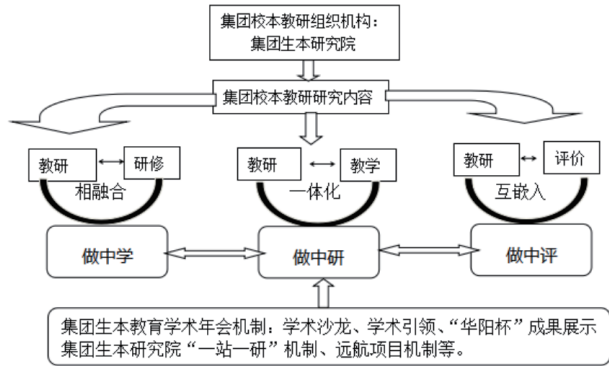 集团校本教研组织机构：
集团生本研究院
集团校本教研研究内容
教研 研修
相融合
教研 教学
一体化
教研 评价
互嵌入
做中学
做中研
做中评
集团生本教育学术年会机制：学术沙龙、学术引领、“华阳杯”成果展示
集团生本研究院“一站一研”机制、远航项目机制等。